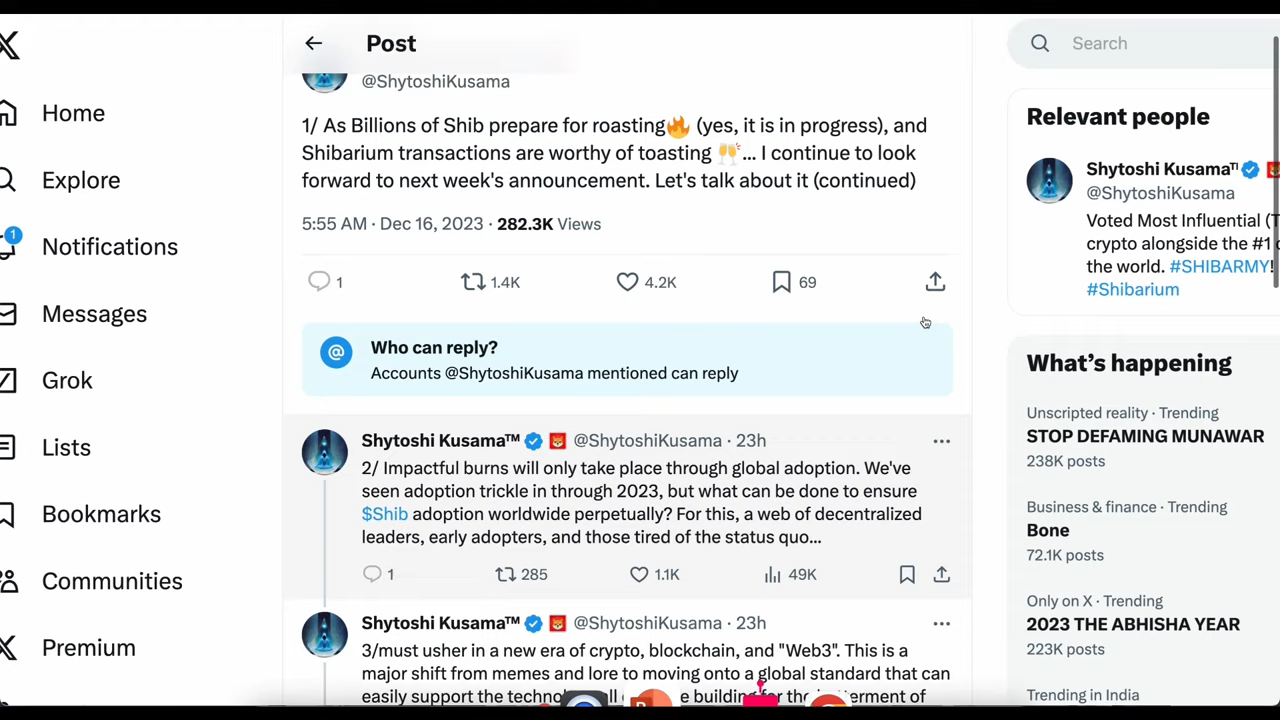 Post
@ShytoshiKusama
1/ As Billions of Shib prepare for roasting🔥 (yes, it is in progress), and
Shibarium transactions are worthy of toasting 🥂... I continue to look
forward to next week's announcement. Let's talk about it (continued)
5:55 AM · Dec 16, 2023 · 282.3K Views
1
1.4K
4.2K
69
Who can reply?
Accounts @ShytoshiKusama mentioned can reply
Shytoshi Kusama™ @ShytoshiKusama · 23h
2/ Impactful burns will only take place through global adoption. We've
seen adoption trickle in through 2023, but what can be done to ensure
$Shib adoption worldwide perpetually? For this, a web of decentralized
leaders, early adopters, and those tired of the status quo...
1
285
1.1K
49K
Shytoshi Kusama™ @ShytoshiKusama · 23h
3/must usher in a new era of crypto, blockchain, and "Web3". This is a
major shift from memes and lore to moving onto a global standard that can
easily support the
Home
Explore
1
Notifications
Messages
Grok
Lists
Bookmarks
Communities
Premium
Search
Relevant people
Shytoshi Kusama™
@ShytoshiKusama
Voted Most Influential (T
crypto alongside the #1
the world. #SHIBARMY!
#Shibarium
What's happening
Unscripted reality · Trending
STOP DEFAMING MUNAWAR
238K posts
Business & finance · Trending
Bone
72.1K posts
Only on X · Trending
2023 THE ABHISHA YEAR
223K posts
Trending in India